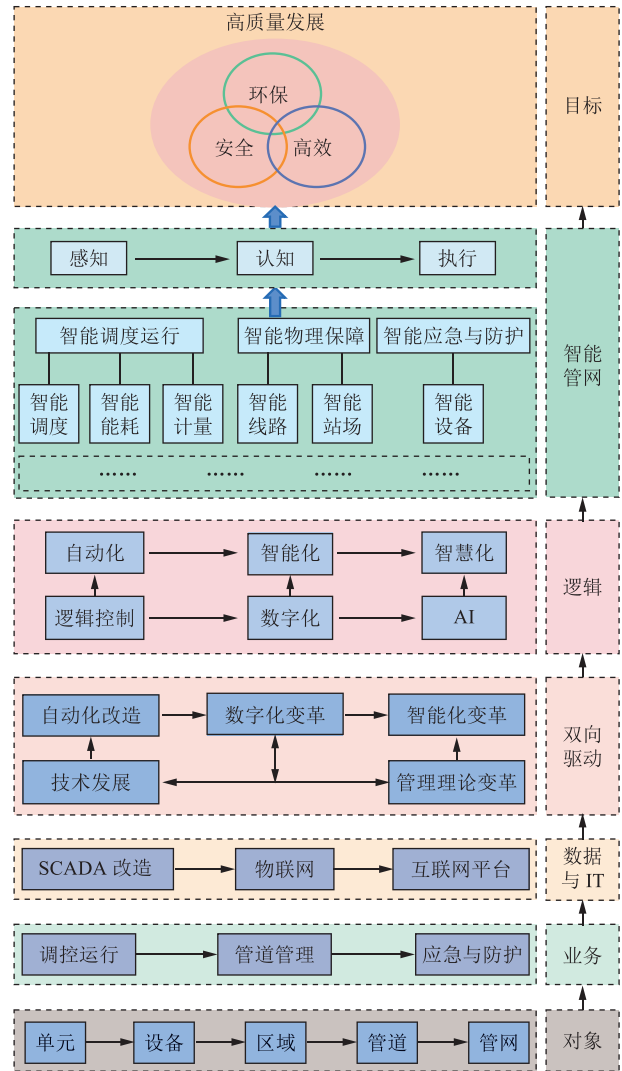 高质量发展
环保
安全
高效
目标
感知
认知
执行
智能调度运行
智能物理保障
智能应急与防护
智能
调度
智能
能耗
智能
计量
智能
线路
智能
站场
智能
设备
……
……
……
……
智能
管网
自动化
智能化
智慧化
逻辑控制
数字化
AI
逻辑
自动化改造
数字化变革
智能化变革
技术发展
管理理论变革
双向
驱动
SCADA 改造
物联网
互联网平台
数据
与 IT
调控运行
管道管理
应急与防护
业务
单元
设备
区域
管道
管网
对象